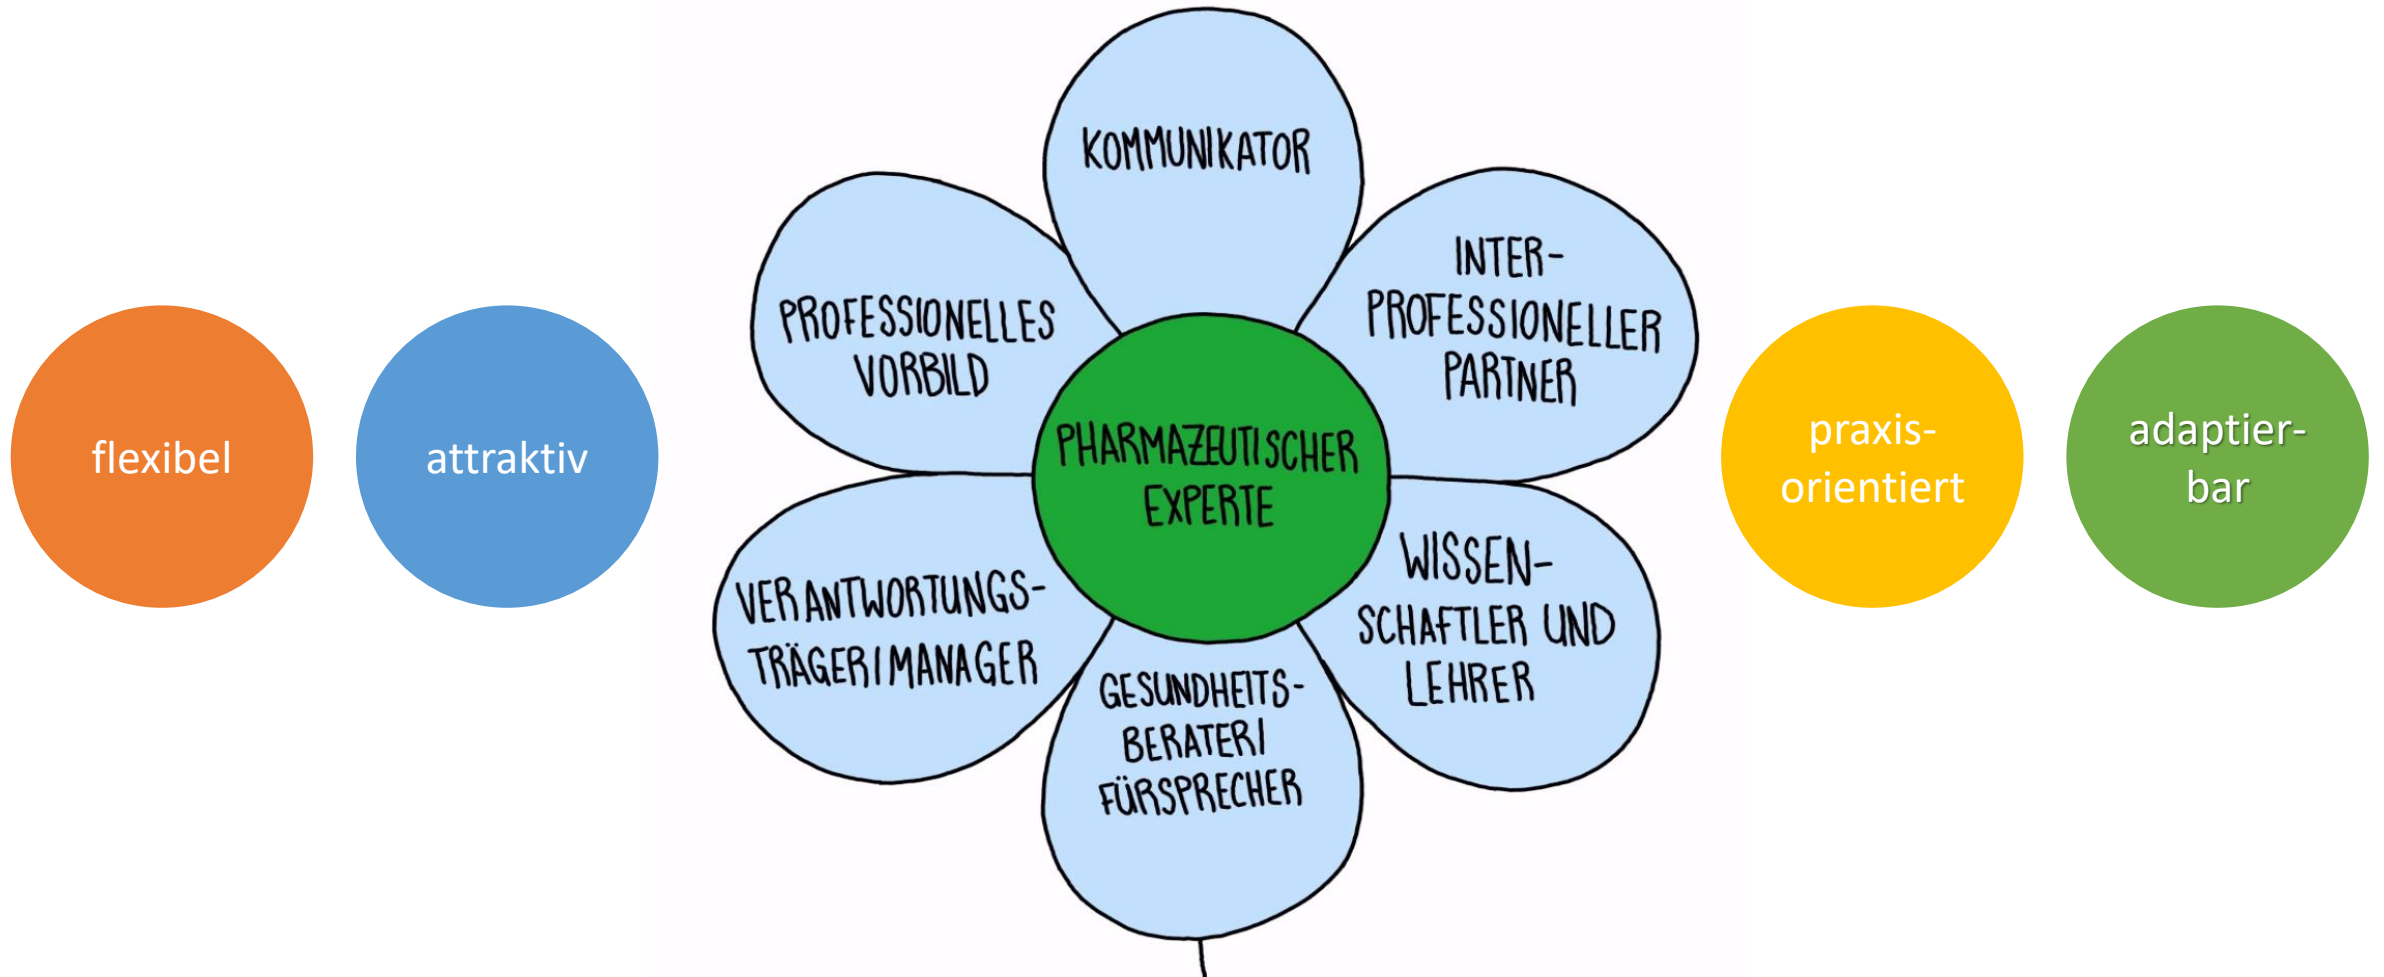 flexibel
attraktiv
KOMMUNIKATOR
PROFESSIONELLES
VORBILD
INTER-
PROFESSIONELLER
PARTNER
PHARMAZEUTISCHER
EXPERTE
VERANTWORTUNGS-
TRÄGER/MANAGER
GESUNDHEITS-
BERATER/
FÜRSPRECHER
WISSEN-
SCHAFTLER UND
LEHRER
praxis-
orientiert
adaptier-
bar